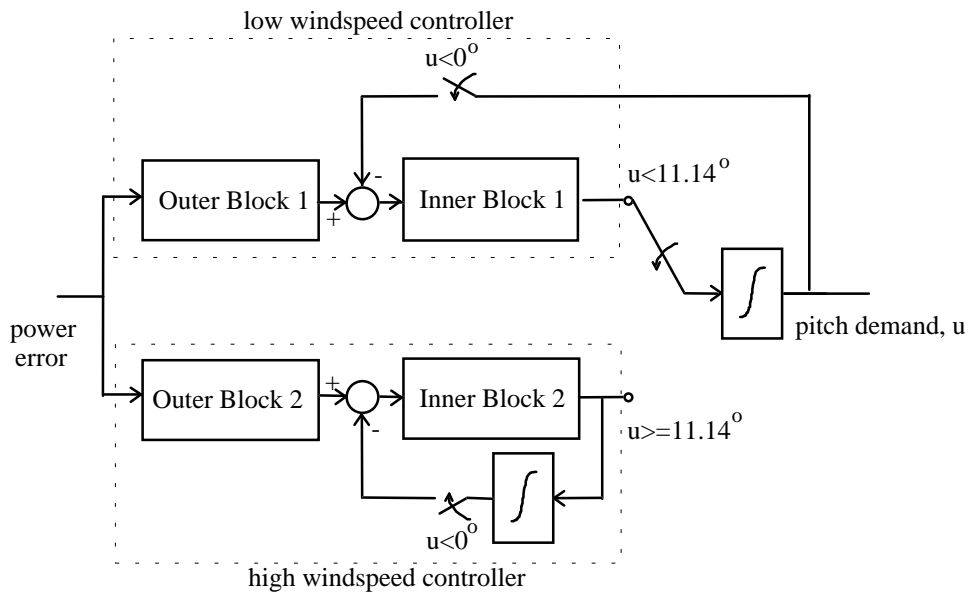 low windspeed controller
u<0°
-
Outer Block 1
+
Inner Block 1
u<11.14°
∫
power
error
pitch demand, u
Outer Block 2
+
-
Inner Block 2
u>=11.14°
∫
u<0°
high windspeed controller